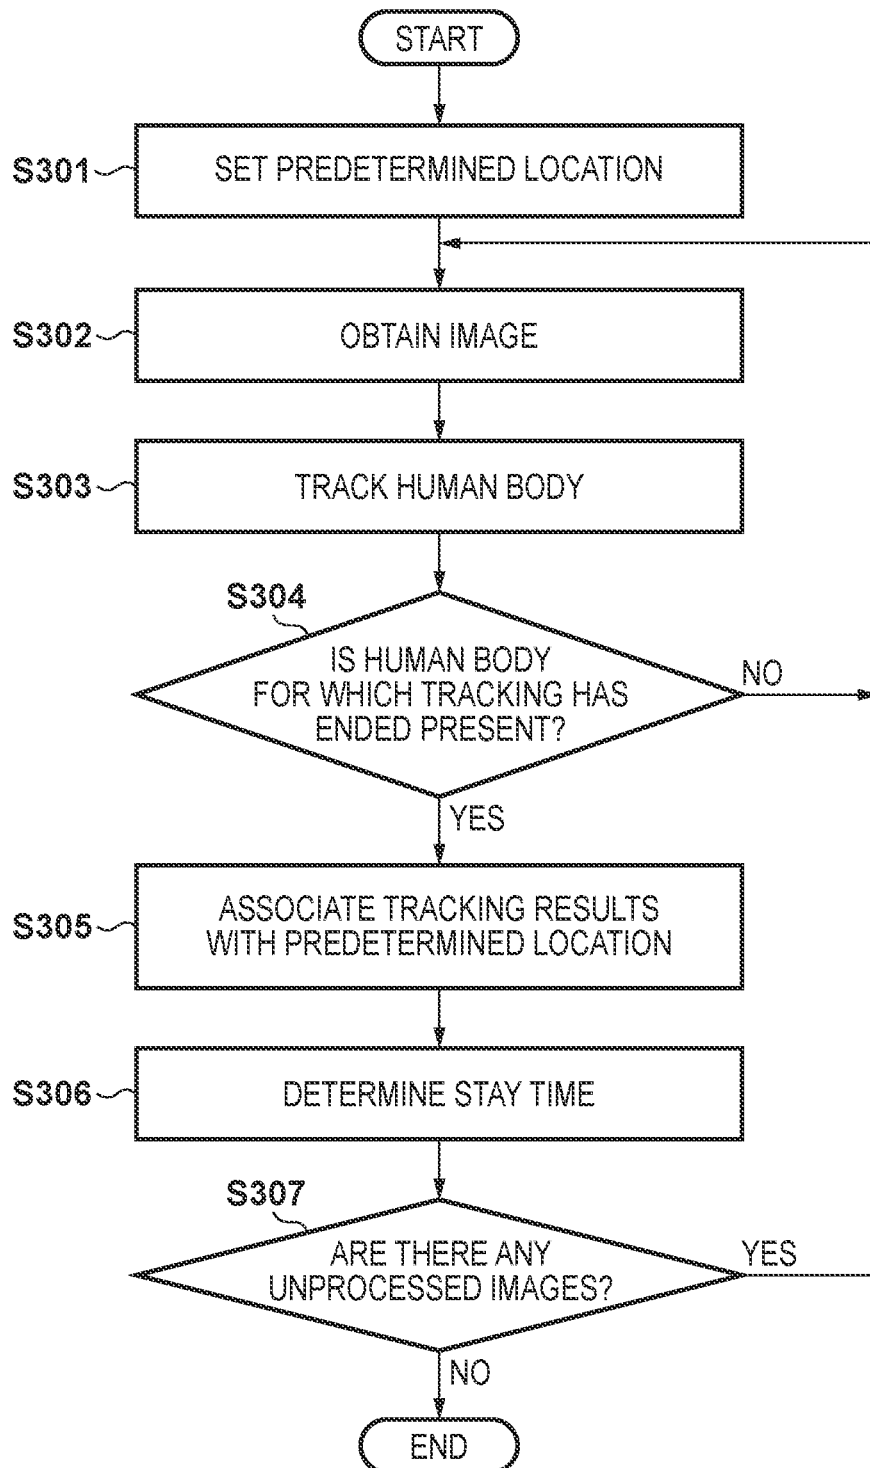 START
S301
SET PREDETERMINED LOCATION
S302
OBTAIN IMAGE
S303
TRACK HUMAN BODY
S304
IS HUMAN BODY
FOR WHICH TRACKING HAS
ENDED PRESENT?
NO
YES
S305
ASSOCIATE TRACKING RESULTS
WITH PREDETERMINED LOCATION
S306
DETERMINE STAY TIME
S307
ARE THERE ANY
UNPROCESSED IMAGES?
YES
NO
END